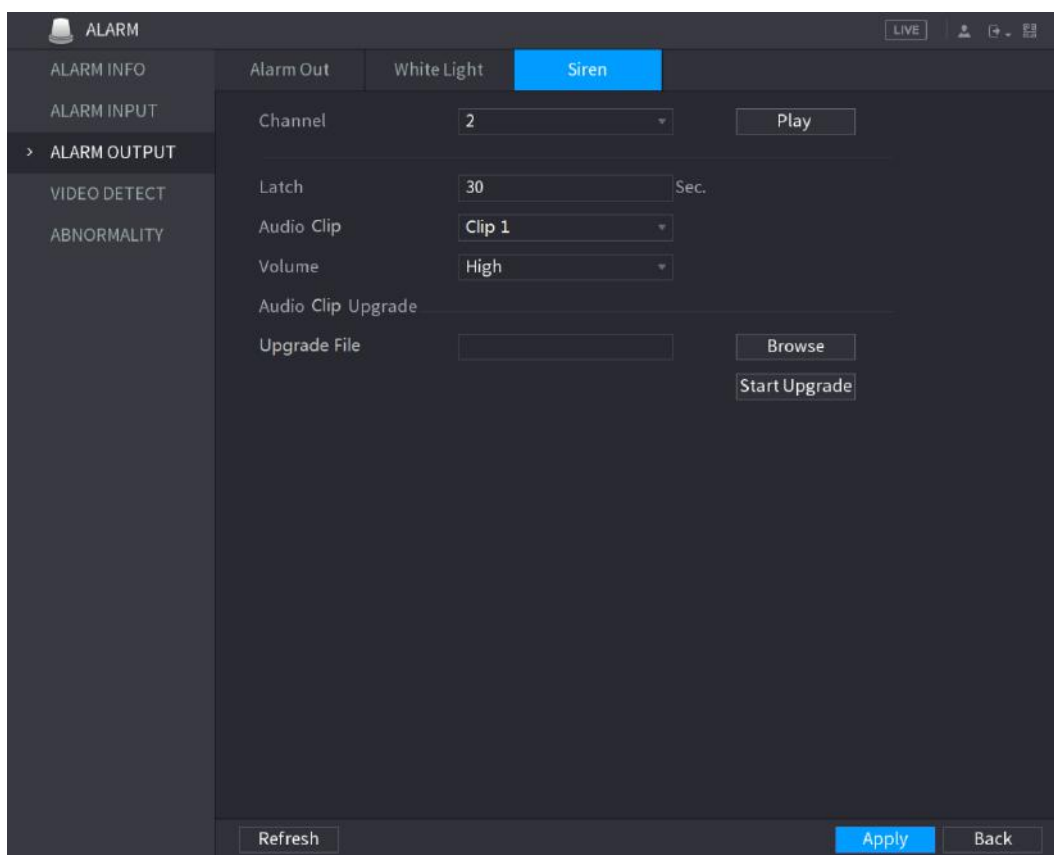 ALARM
LIVE
ALARM INFO
ALARM INPUT
> ALARM OUTPUT
VIDEO DETECT
ABNORMALITY
Alarm Out White Light Siren
Channel 2 Play
Latch 30 Sec.
Audio Clip Clip 1
Volume High
Audio Clip Upgrade
Upgrade File Browse
Start Upgrade
Refresh Apply Back